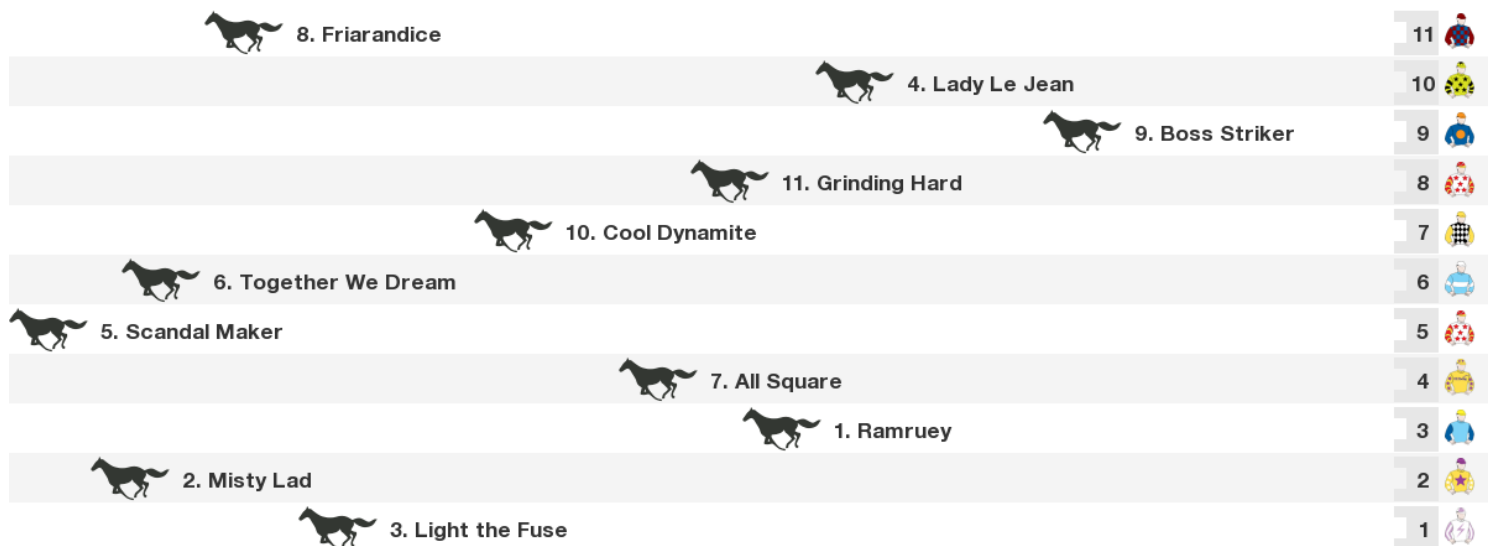 8. Friarandice 11
4. Lady Le Jean 10
9. Boss Striker 9
11. Grinding Hard 8
10. Cool Dynamite 7
6. Together We Dream 6
5. Scandal Maker 5
7. All Square 4
1. Ramruey 3
2. Misty Lad 2
3. Light the Fuse 1